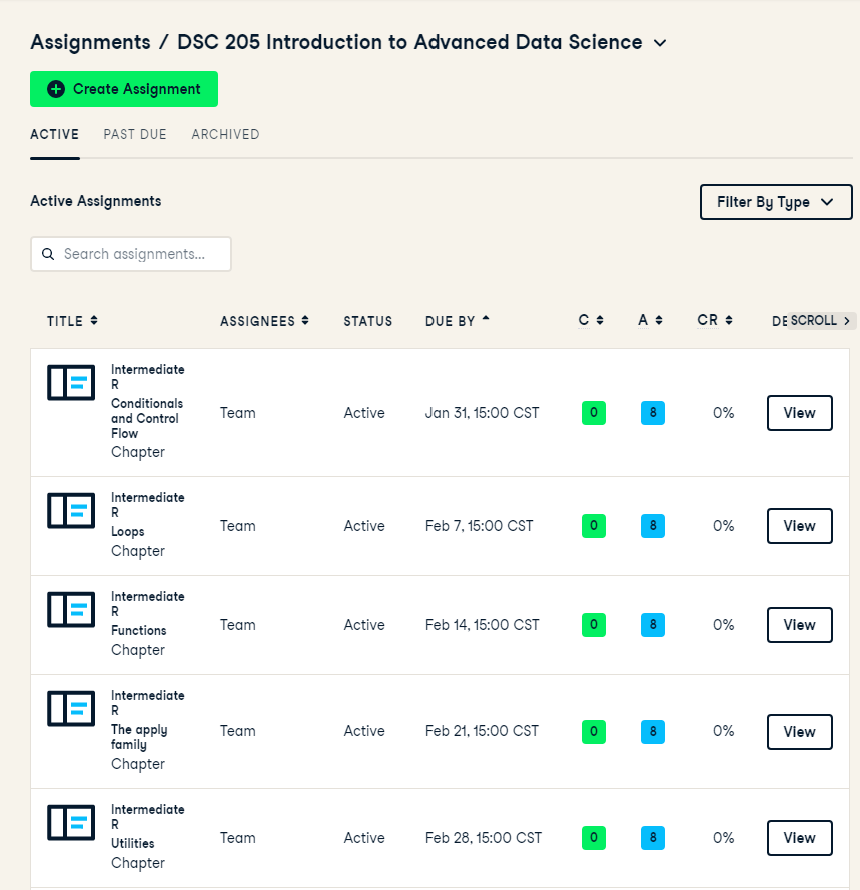 Assignments / DSC 205 Introduction to Advanced Data Science
Create Assignment
ACTIVE PAST DUE ARCHIVED
Active Assignments
Filter By Type
Search assignments...
TITLE ASSIGNEES STATUS DUE BY C A CR DE SCROLL
Intermediate
R
Conditionals
and Control
Flow
Chapter
Team Active Jan 31, 15:00 CST 0 8 0% View
Intermediate
R
Loops
Chapter
Team Active Feb 7, 15:00 CST 0 8 0% View
Intermediate
R
Functions
Chapter
Team Active Feb 14, 15:00 CST 0 8 0% View
Intermediate
R
The apply
family
Chapter
Team Active Feb 21, 15:00 CST 0 8 0% View
Intermediate
R
Utilities
Chapter
Team Active Feb 28, 15:00 CST 0 8 0% View